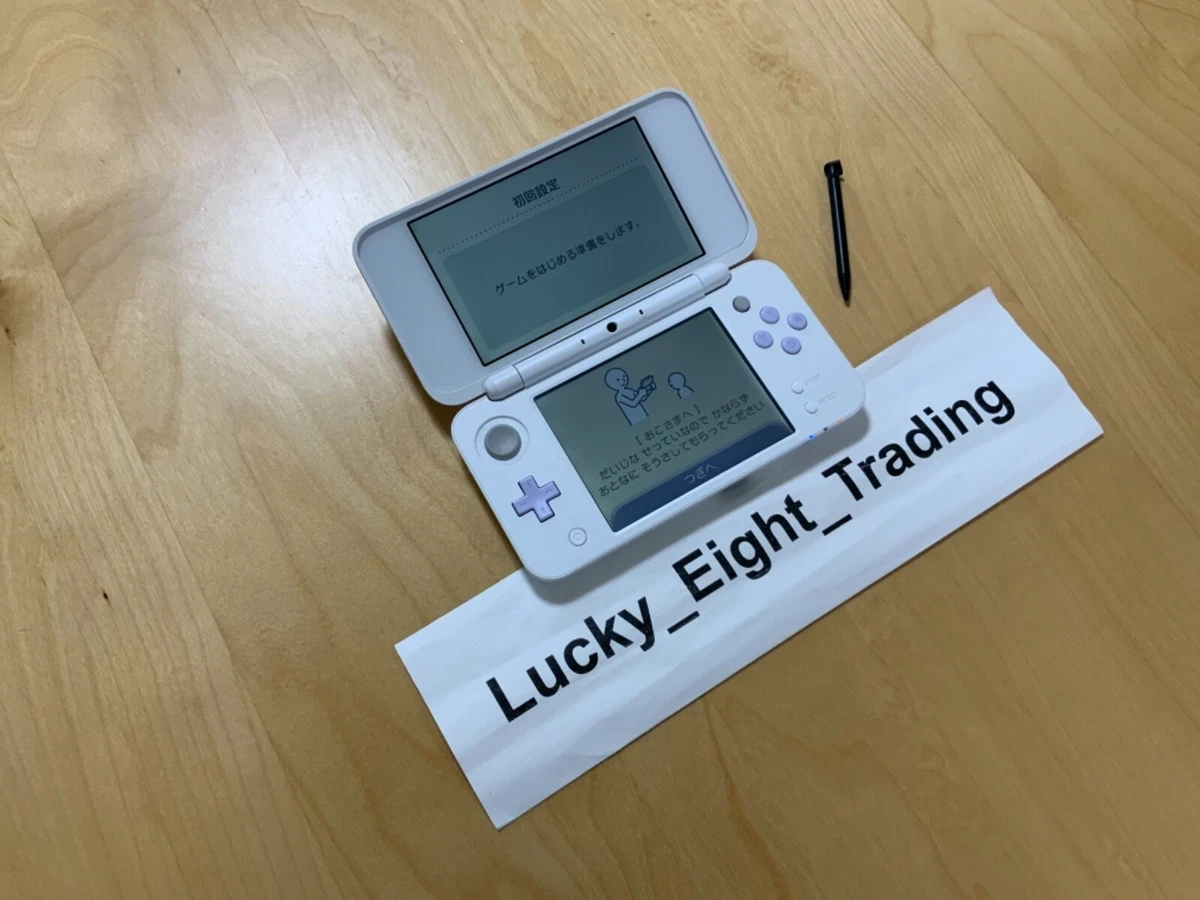 初回設定
ゲームをはじめる準備をします。
[ おこさまへ ]
だいじな せっていなので かならず
おとなに そうさしてもらってください
つぎへ
START
SELECT
Lucky_Eight_Trading